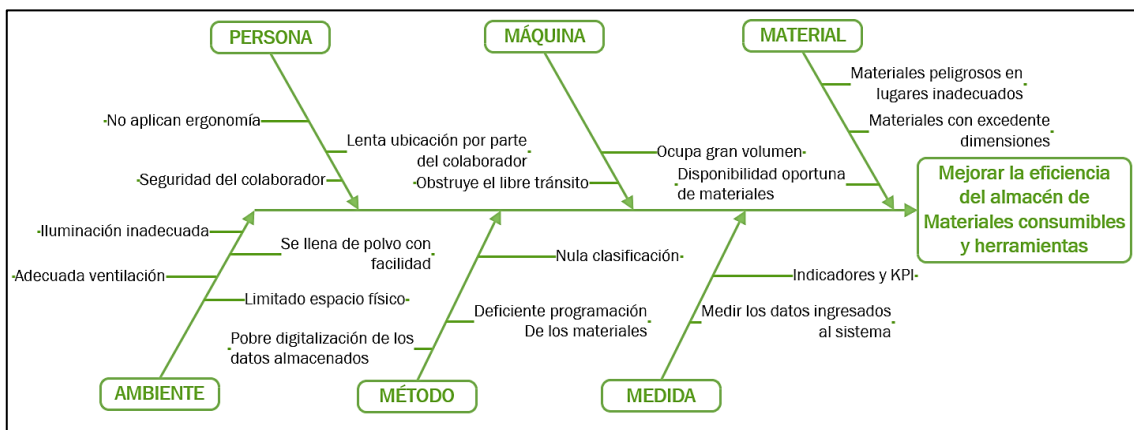 PERSONA
MÁQUINA
MATERIAL
Materiales peligrosos en
lugares inadecuados
No aplican ergonomía
Materiales con excedente
dimensiones
Lenta ubicación por parte
del colaborador
Ocupa gran volumen
Seguridad del colaborador
Obstruye el libre tránsito
Disponibilidad oportuna
de materiales
Mejorar la eficiencia
del almacén de
Materiales consumibles
y herramientas
Iluminación inadecuada
Se llena de polvo con
facilidad
Nula clasificación
Adecuada ventilación
Indicadores y KPI
Limitado espacio físico
Deficiente programación
De los materiales
Medir los datos ingresados
al sistema
Pobre digitalización de los
datos almacenados
AMBIENTE
MÉTODO
MEDIDA